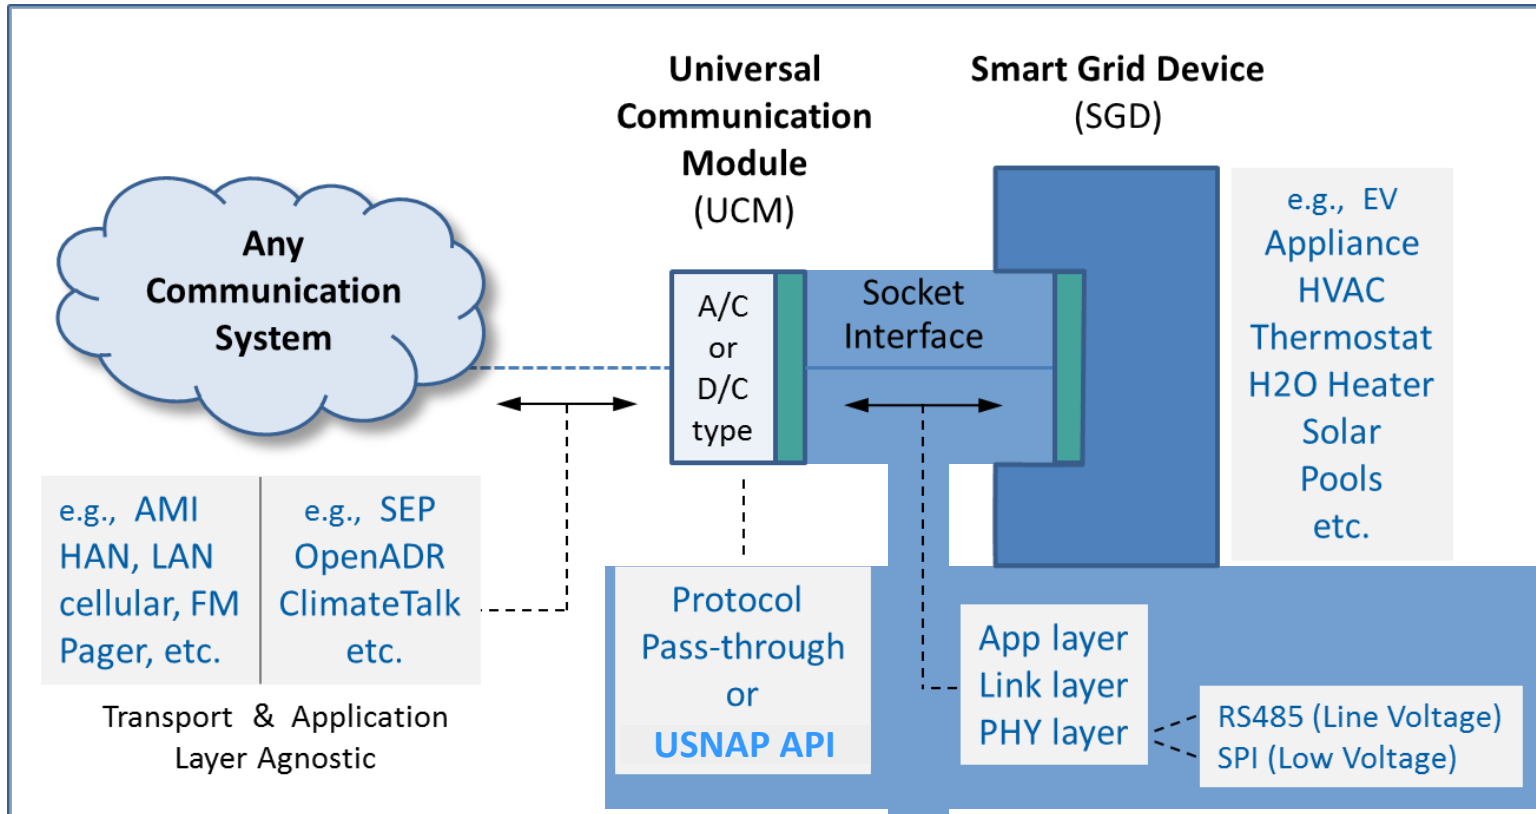 Universal
Communication
Module
(UCM)
Smart Grid Device
(SGD)
Any
Communication
System
A/C
or
D/C
type
Socket
Interface
e.g., EV
Appliance
HVAC
Thermostat
H2O Heater
Solar
Pools
etc.
e.g., AMI
HAN, LAN
cellular, FM
Pager, etc.
e.g., SEP
OpenADR
ClimateTalk
etc.
Transport & Application
Layer Agnostic
Protocol
Pass-through
or
USNAP API
App layer
Link layer
PHY layer
RS485 (Line Voltage)
SPI (Low Voltage)